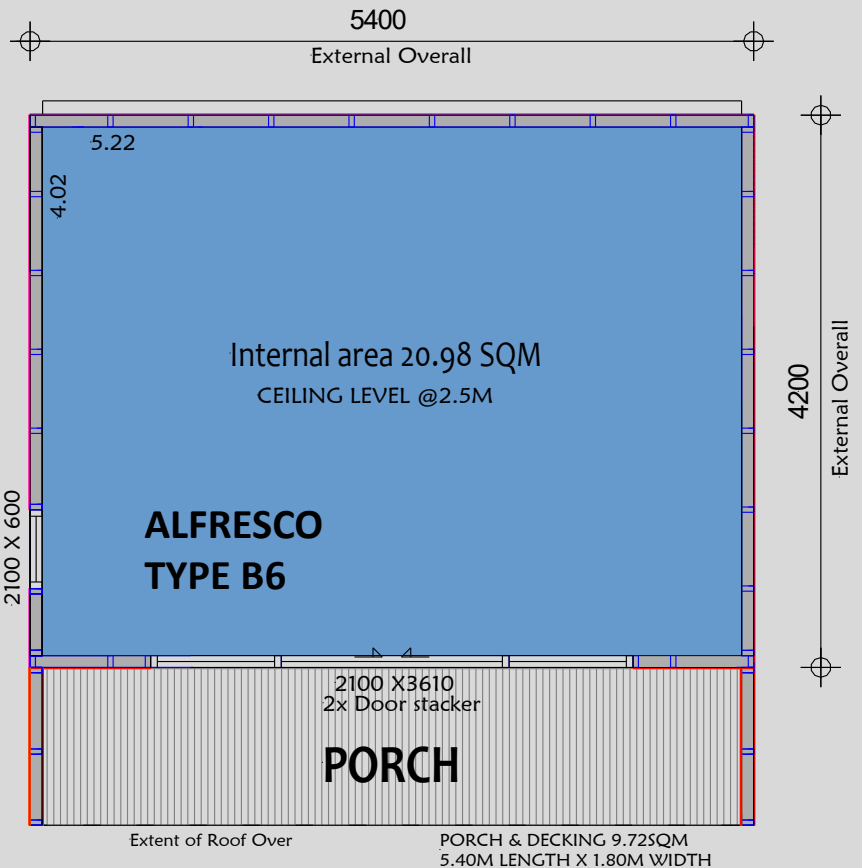 5400
External Overall
5.22
4.02
Internal area 20.98 SQM
CEILING LEVEL @2.5M
4200
External Overall
2100 X 600
ALFRESCO
TYPE B6
2100 X3610
2x Door stacker
PORCH
Extent of Roof Over
PORCH & DECKING 9.72SQM
5.40M LENGTH X 1.80M WIDTH